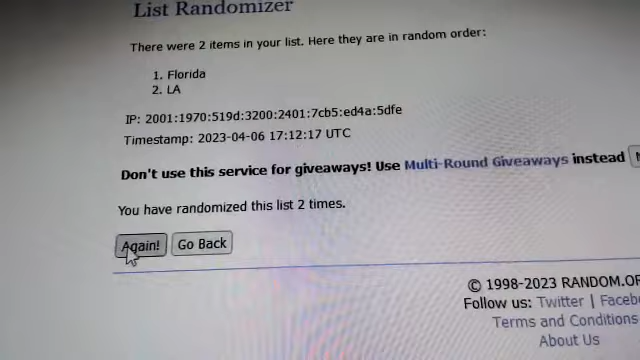 List Randomizer
There were 2 items in your list. Here they are in random order:
1. Florida
2. LA
IP: 2001:1970:519d:3200:2401:7cb5:ed4a:5dfe
Timestamp: 2023-04-06 17:12:17 UTC
Don't use this service for giveaways! Use Multi-Round Giveaways instead
You have randomized this list 2 times.
Again! Go Back
© 1998-2023 RANDOM.OR
Follow us: Twitter | Faceb
Terms and Conditions
About Us